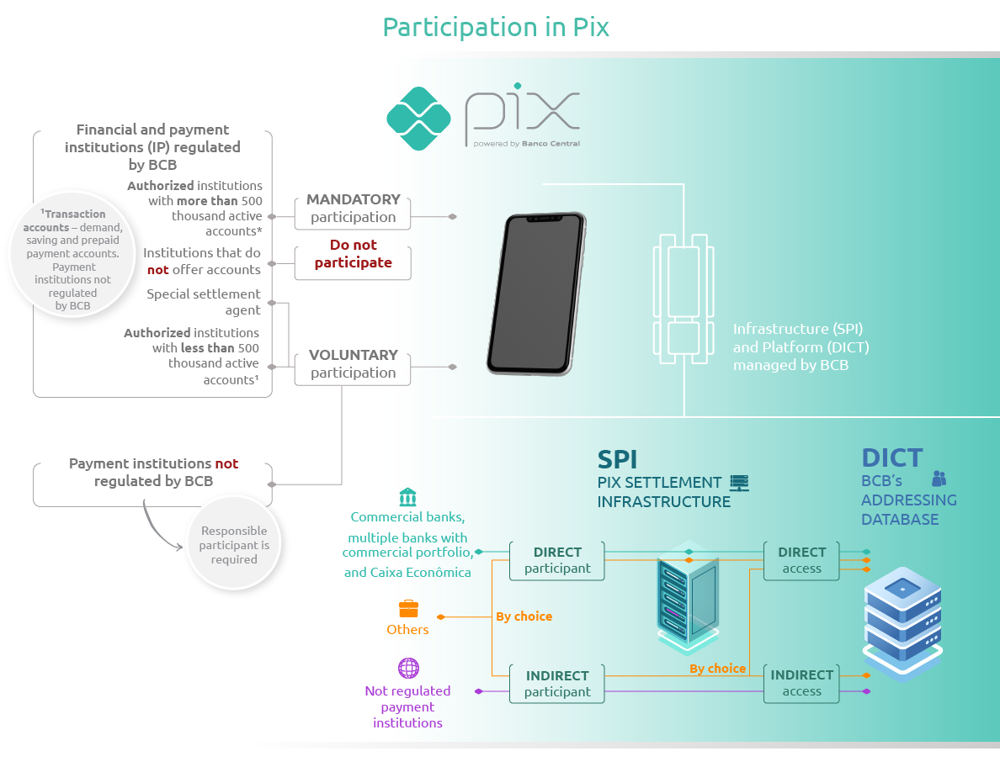 Participation in Pix
pix
powered by Banco Central
Financial and payment
institutions (IP) regulated
by BCB
Authorized institutions
with more than 500
thousand active
accounts*
Institutions that do
not offer accounts
Special settlement
agent
Authorized institutions
with less than 500
thousand active
accounts¹
¹Transaction
accounts – demand,
saving and prepaid
payment accounts.
Payment
institutions not
regulated
by BCB
MANDATORY
participation
Do not
participate
VOLUNTARY
participation
Infrastructure (SPI)
and Platform (DICT)
managed by BCB
Payment institutions not
regulated by BCB
Responsible
participant is
required
SPI
PIX SETTLEMENT
INFRASTRUCTURE
DICT
BCB's
ADDRESSING
DATABASE
Commercial banks,
multiple banks with
commercial portfolio,
and Caixa Econômica
DIRECT
participant
DIRECT
access
Others
By choice
By choice
INDIRECT
participant
INDIRECT
access
Not regulated
payment
institutions